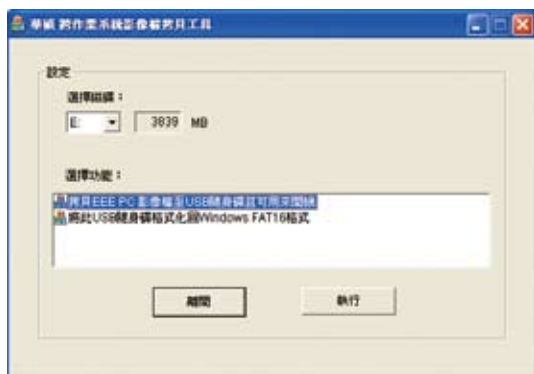 華碩 跨作業系統影像檔拷貝工具
設定
選擇磁碟：
E: 3839 MB
選擇功能：
拷貝EEE PC 影像檔至USB隨身碟且可用來開機
將此USB隨身碟格式化回Windows FAT16格式
離開 執行